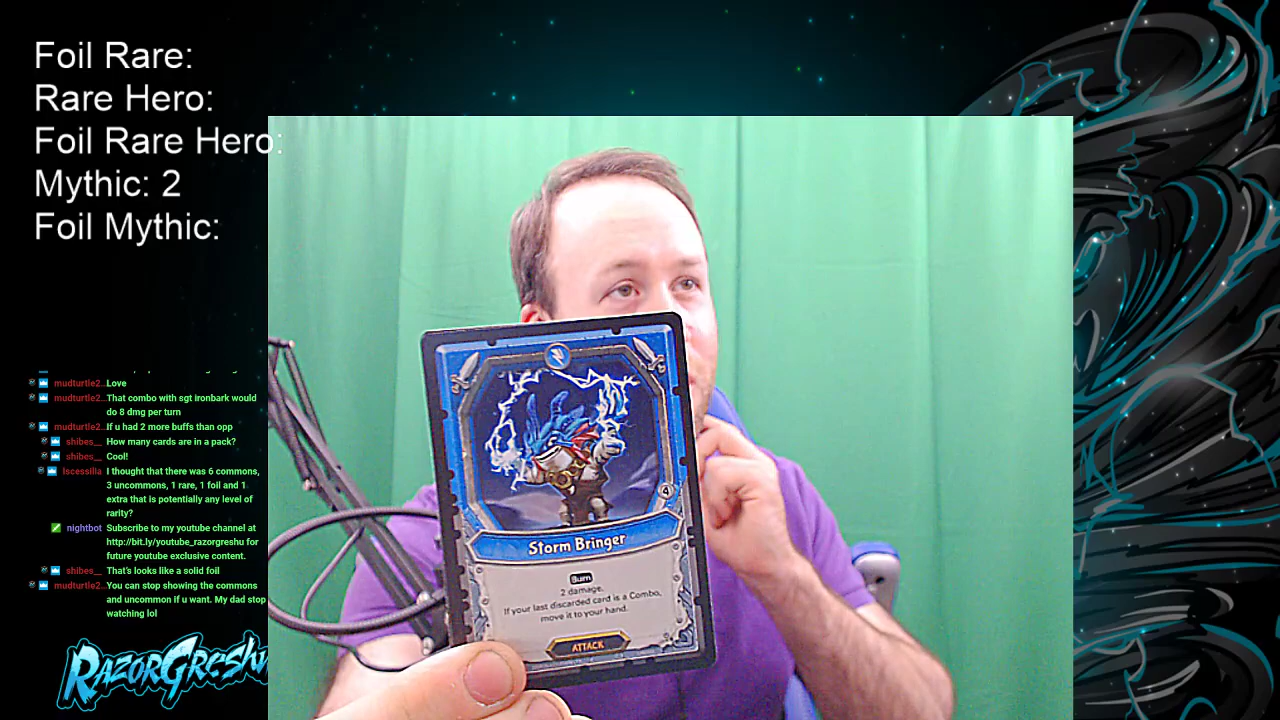 Foil Rare:
Rare Hero:
Foil Rare Hero:
Mythic: 2
Foil Mythic:
mudturtle2.. Love
mudturtle2.. That combo with sgt ironbark would
do 8 dmg per turn
mudturtle2.. If u had 2 more buffs than opp
shibes__ How many cards are in a pack?
shibes__ Cool!
Iscessilia I thought that there was 6 commons,
3 uncommons, 1 rare, 1 foil and 1
extra that is potentially any level of
rarity?
nightbot Subscribe to my youtube channel at
http://bit.ly/youtube_razorgreshu for
future youtube exclusive content.
shibes__ That's looks like a solid foil
mudturtle2.. You can stop showing the commons
and uncommon if u want. My dad stop
watching lol
RAZORGRESHU
Storm Bringer
Burn
2 damage.
If your last discarded card is a Combo,
move it to your hand.
ATTACK